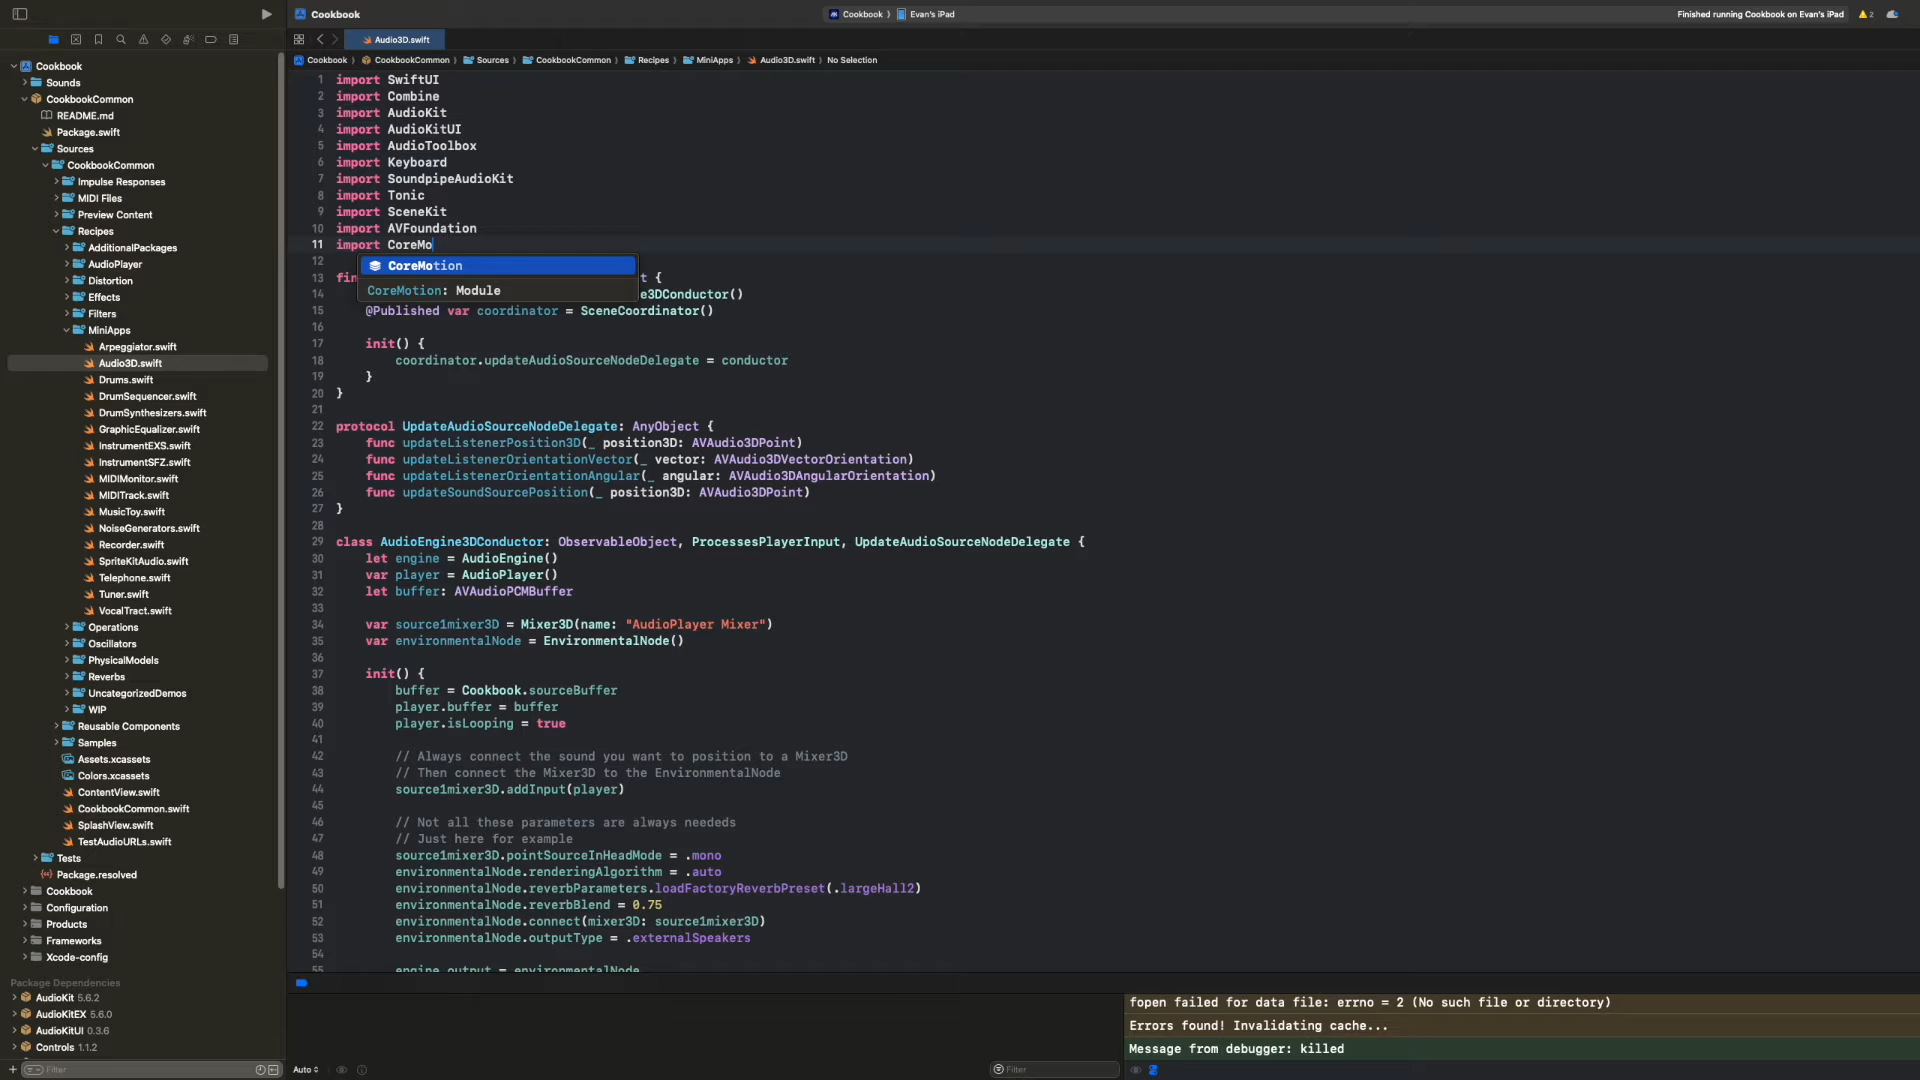 Cookbook
Cookbook 〉 Evan's iPad
Finished running Cookbook on Evan's iPad
2
Audio3D.swift
Cookbook 〉 CookbookCommon 〉 Sources 〉 CookbookCommon 〉 Recipes 〉 MiniApps 〉 Audio3D.swift 〉 No Selection
Cookbook
Sounds
CookbookCommon
README.md
Package.swift
Sources
CookbookCommon
Impulse Responses
MIDI Files
Preview Content
Recipes
AdditionalPackages
AudioPlayer
Distortion
Effects
Filters
MiniApps
Arpeggiator.swift
Audio3D.swift
Drums.swift
DrumSequencer.swift
DrumSynthesizers.swift
GraphicEqualizer.swift
InstrumentEXS.swift
InstrumentSFZ.swift
MIDIMonitor.swift
MIDITrack.swift
MusicToy.swift
NoiseGenerators.swift
Recorder.swift
SpriteKitAudio.swift
Telephone.swift
Tuner.swift
VocalTract.swift
Operations
Oscillators
PhysicalModels
Reverbs
UncategorizedDemos
WIP
Reusable Components
Samples
Assets.xcassets
Colors.xcassets
ContentView.swift
CookbookCommon.swift
SplashView.swift
TestAudioURLs.swift
Tests
Package.resolved
Cookbook
Configuration
Products
Frameworks
Xcode-config
Package Dependencies
AudioKit 5.6.2
AudioKitEX 5.6.0
AudioKitUI 0.3.6
Controls 1.1.2
Filter
1 import SwiftUI
2 import Combine
3 import AudioKit
4 import AudioKitUI
5 import AudioToolbox
6 import Keyboard
7 import SoundpipeAudioKit
8 import Tonic
9 import SceneKit
10 import AVFoundation
11 import CoreMo
CoreMotion
CoreMotion: Module
12
13 fin t {
14 e3DConductor()
15 @Published var coordinator = SceneCoordinator()
16
17 init() {
18 coordinator.updateAudioSourceNodeDelegate = conductor
19 }
20 }
21
22 protocol UpdateAudioSourceNodeDelegate: AnyObject {
23 func updateListenerPosition3D(_ position3D: AVAudio3DPoint)
24 func updateListenerOrientationVector(_ vector: AVAudio3DVectorOrientation)
25 func updateListenerOrientationAngular(_ angular: AVAudio3DAngularOrientation)
26 func updateSoundSourcePosition(_ position3D: AVAudio3DPoint)
27 }
28
29 class AudioEngine3DConductor: ObservableObject, ProcessesPlayerInput, UpdateAudioSourceNodeDelegate {
30 let engine = AudioEngine()
31 var player = AudioPlayer()
32 let buffer: AVAudioPCMBuffer
33
34 var source1mixer3D = Mixer3D(name: "AudioPlayer Mixer")
35 var environmentalNode = EnvironmentalNode()
36
37 init() {
38 buffer = Cookbook.sourceBuffer
39 player.buffer = buffer
40 player.isLooping = true
41
42 // Always connect the sound you want to position to a Mixer3D
43 // Then connect the Mixer3D to the EnvironmentalNode
44 source1mixer3D.addInput(player)
45
46 // Not all these parameters are always neededs
47 // Just here for example
48 source1mixer3D.pointSourceInHeadMode = .mono
49 environmentalNode.renderingAlgorithm = .auto
50 environmentalNode.reverbParameters.loadFactoryReverbPreset(.largeHall2)
51 environmentalNode.reverbBlend = 0.75
52 environmentalNode.connect(mixer3D: source1mixer3D)
53 environmentalNode.outputType = .externalSpeakers
54
55 engine.output = environmentalNode
Auto
Filter
fopen failed for data file: errno = 2 (No such file or directory)
Errors found! Invalidating cache...
Message from debugger: killed